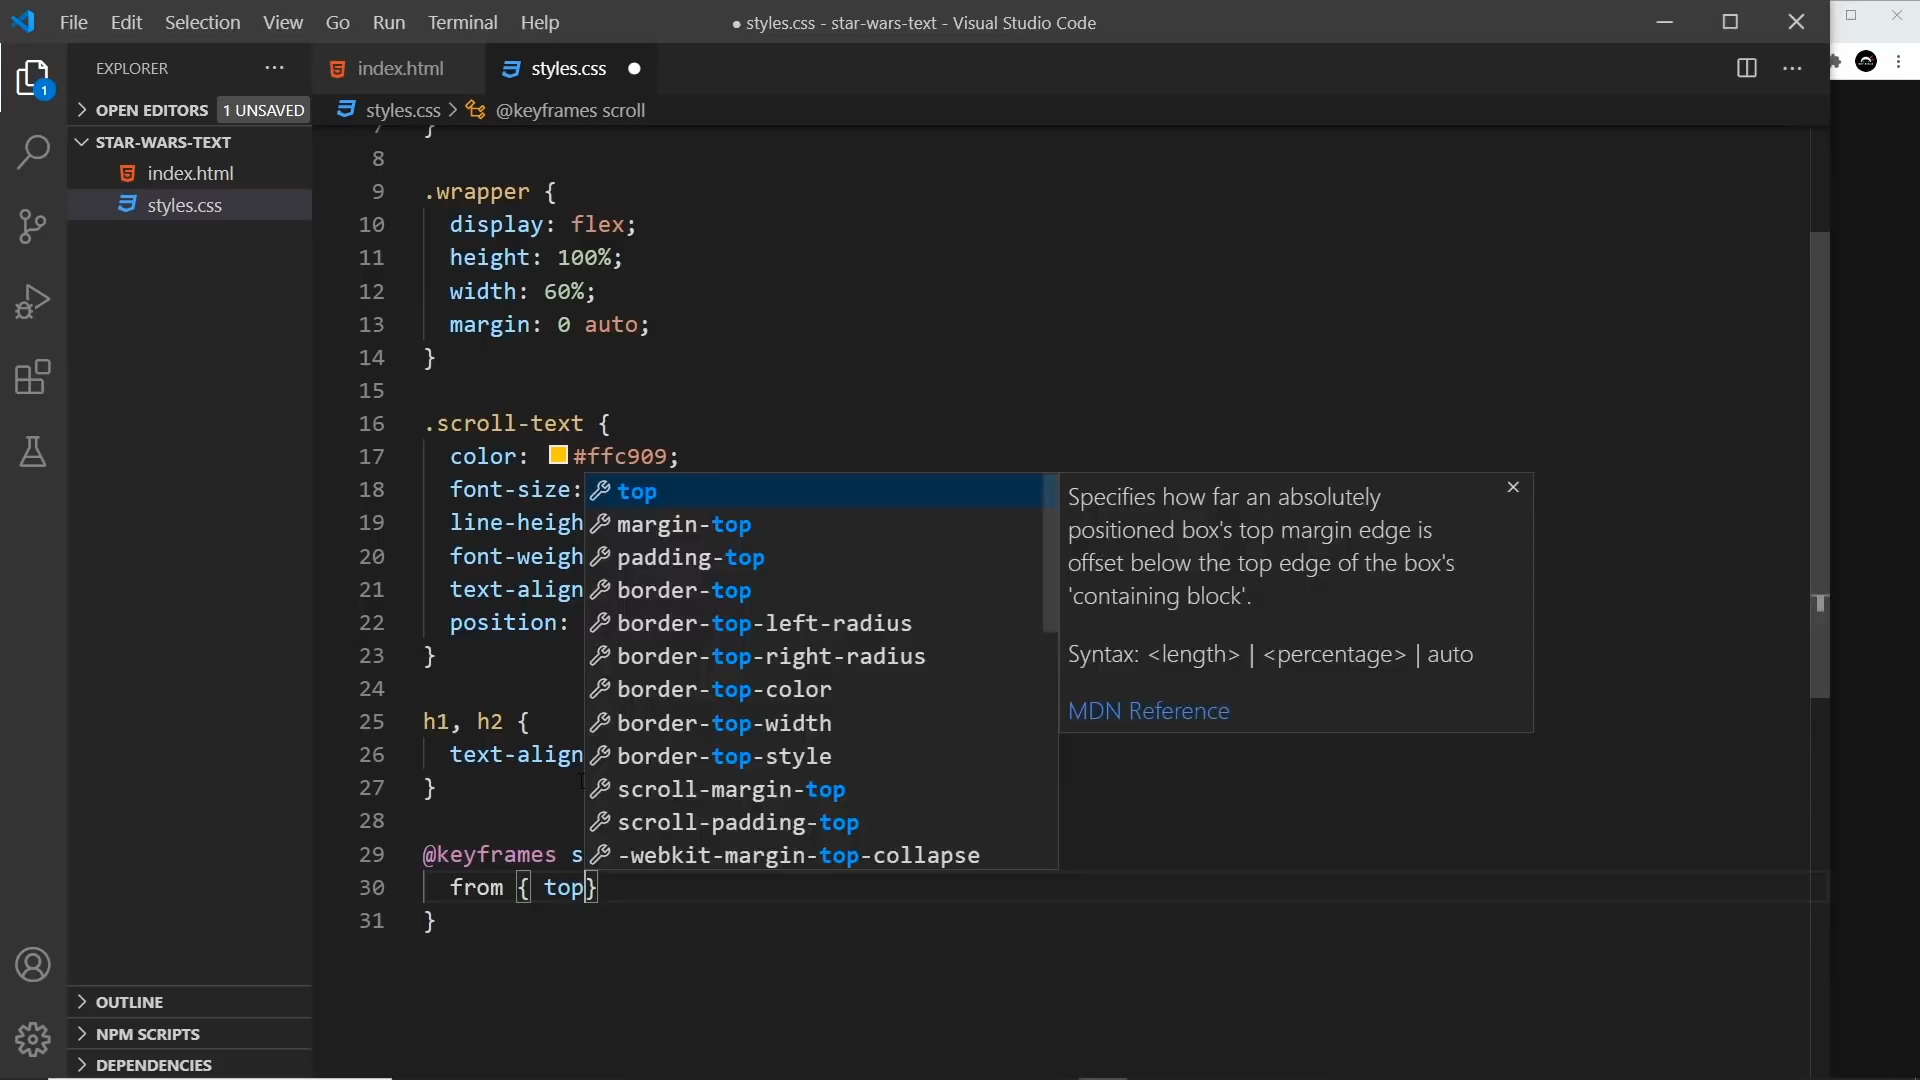 File Edit Selection View Go Run Terminal Help ● styles.css - star-wars-text - Visual Studio Code
EXPLORER ···
index.html
styles.css ●
OPEN EDITORS 1 UNSAVED
styles.css > @keyframes scroll
STAR-WARS-TEXT
index.html
styles.css
1
7 }
8
9 .wrapper {
10 display: flex;
11 height: 100%;
12 width: 60%;
13 margin: 0 auto;
14 }
15
16 .scroll-text {
17 color: #ffc909;
18 font-size:
19 line-heigh
20 font-weigh
21 text-align
22 position:
23 }
24
25 h1, h2 {
26 text-align
27 }
28
29 @keyframes s
30 from { top}
31 }
top
margin-top
padding-top
border-top
border-top-left-radius
border-top-right-radius
border-top-color
border-top-width
border-top-style
scroll-margin-top
scroll-padding-top
-webkit-margin-top-collapse
Specifies how far an absolutely
positioned box's top margin edge is
offset below the top edge of the box's
'containing block'.
Syntax: <length> | <percentage> | auto
MDN Reference
OUTLINE
NPM SCRIPTS
DEPENDENCIES